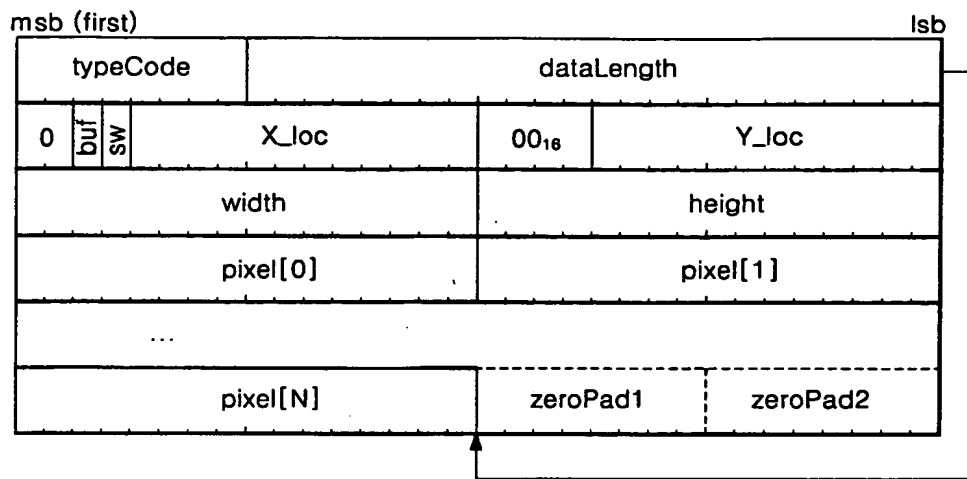 msb (first) lsb
typeCode dataLength
0 buf sw X_loc 00₁₆ Y_loc
width height
pixel[0] pixel[1]
...
pixel[N] zeroPad1 zeroPad2